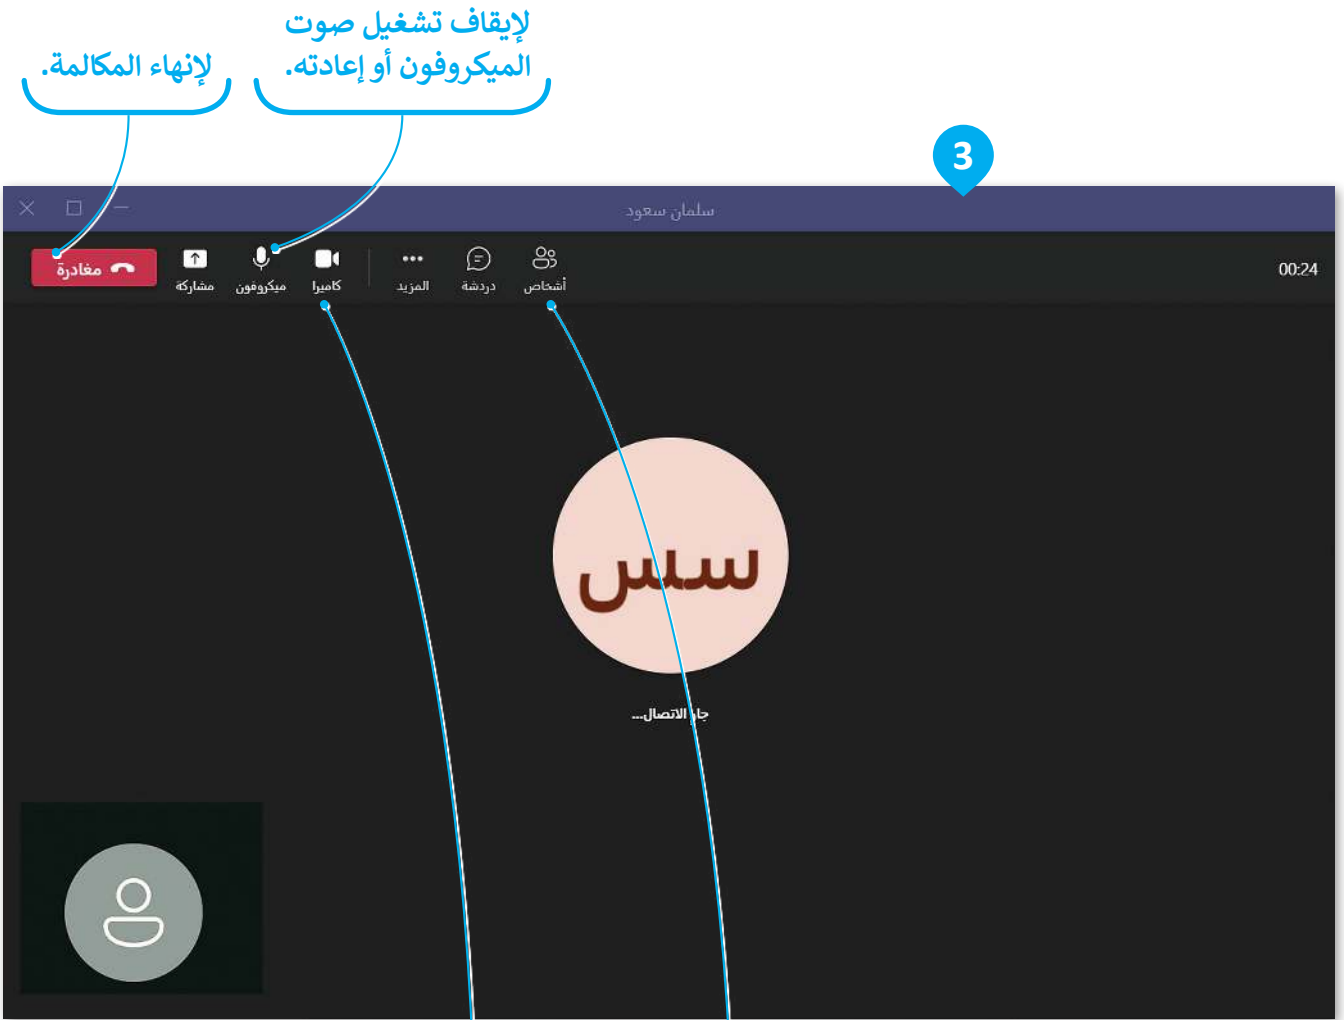 لإيقاف تشغيل صوت
الميكروفون أو إعادته.
لإنهاء المكالمة.
3
سلمان سعود
00:24
أشخاص
دردشة
المزيد
كاميرا
ميكروفون
مشاركة
مغادرة
سس
جارٍ الاتصال...